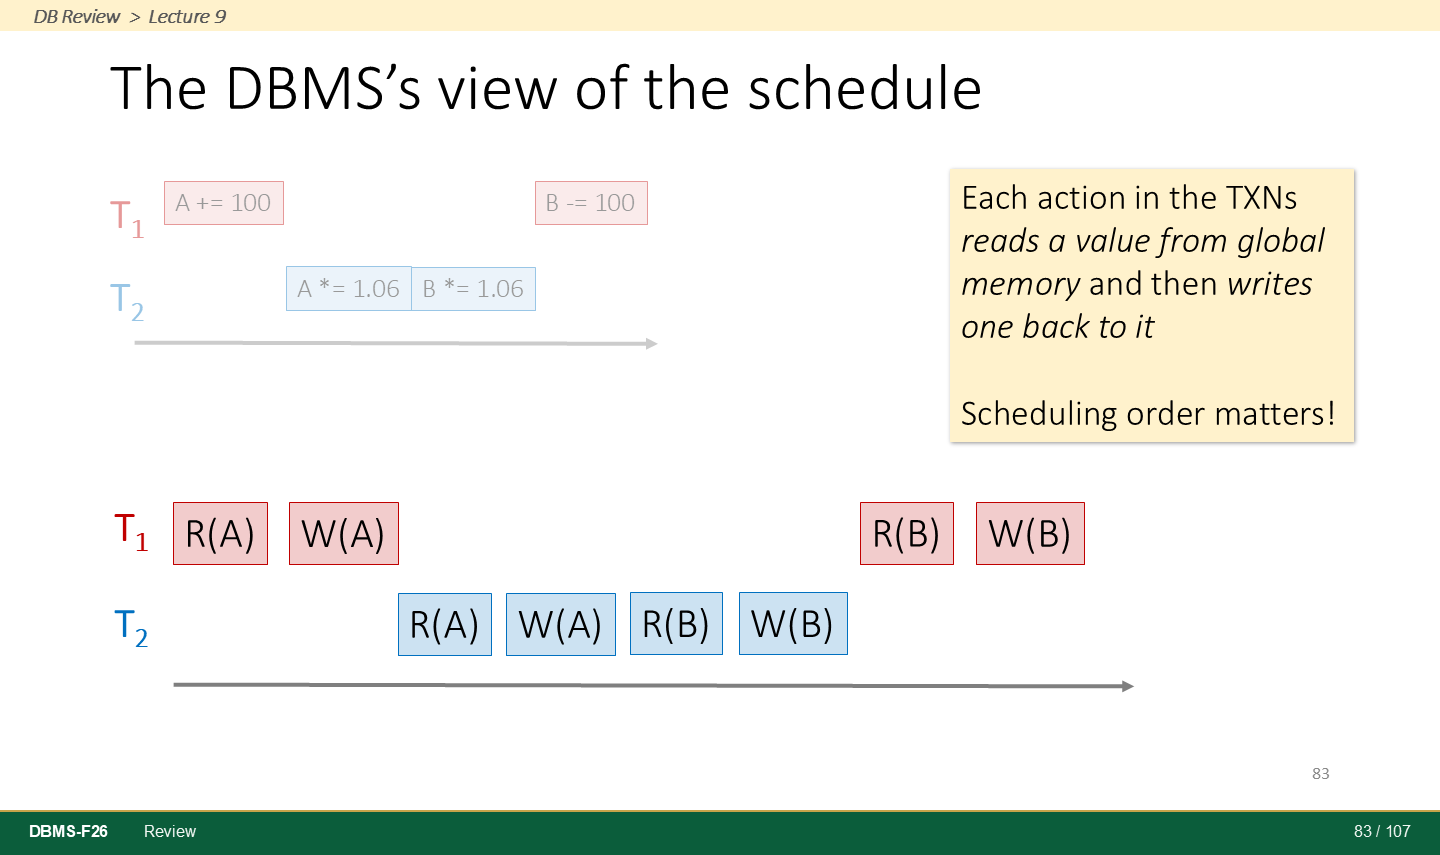 DB Review > Lecture 9
The DBMS’s view of the schedule
T1 A += 100 B -= 100
T2 A *= 1.06 B *= 1.06
Each action in the TXNs
reads a value from global
memory and then writes
one back to it
Scheduling order matters!
T1 R(A) W(A) R(B) W(B)
T2 R(A) W(A) R(B) W(B)
83
DBMS-F26 Review 83 / 107